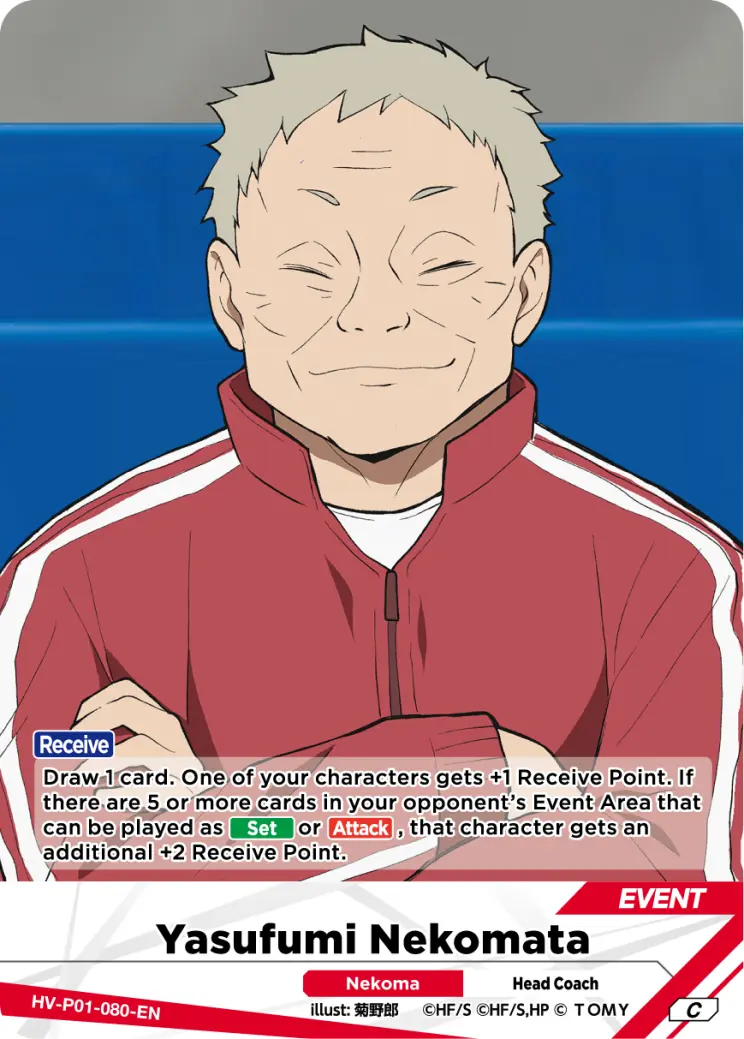 Receive
Draw 1 card. One of your characters gets +1 Receive Point. If
there are 5 or more cards in your opponent's Event Area that
can be played as Set or Attack, that character gets an
additional +2 Receive Point.
EVENT
Yasufumi Nekomata
Nekoma Head Coach
HV-P01-080-EN
illust: 菊野郎 ©HF/S ©HF/S,HP © TOMY
C